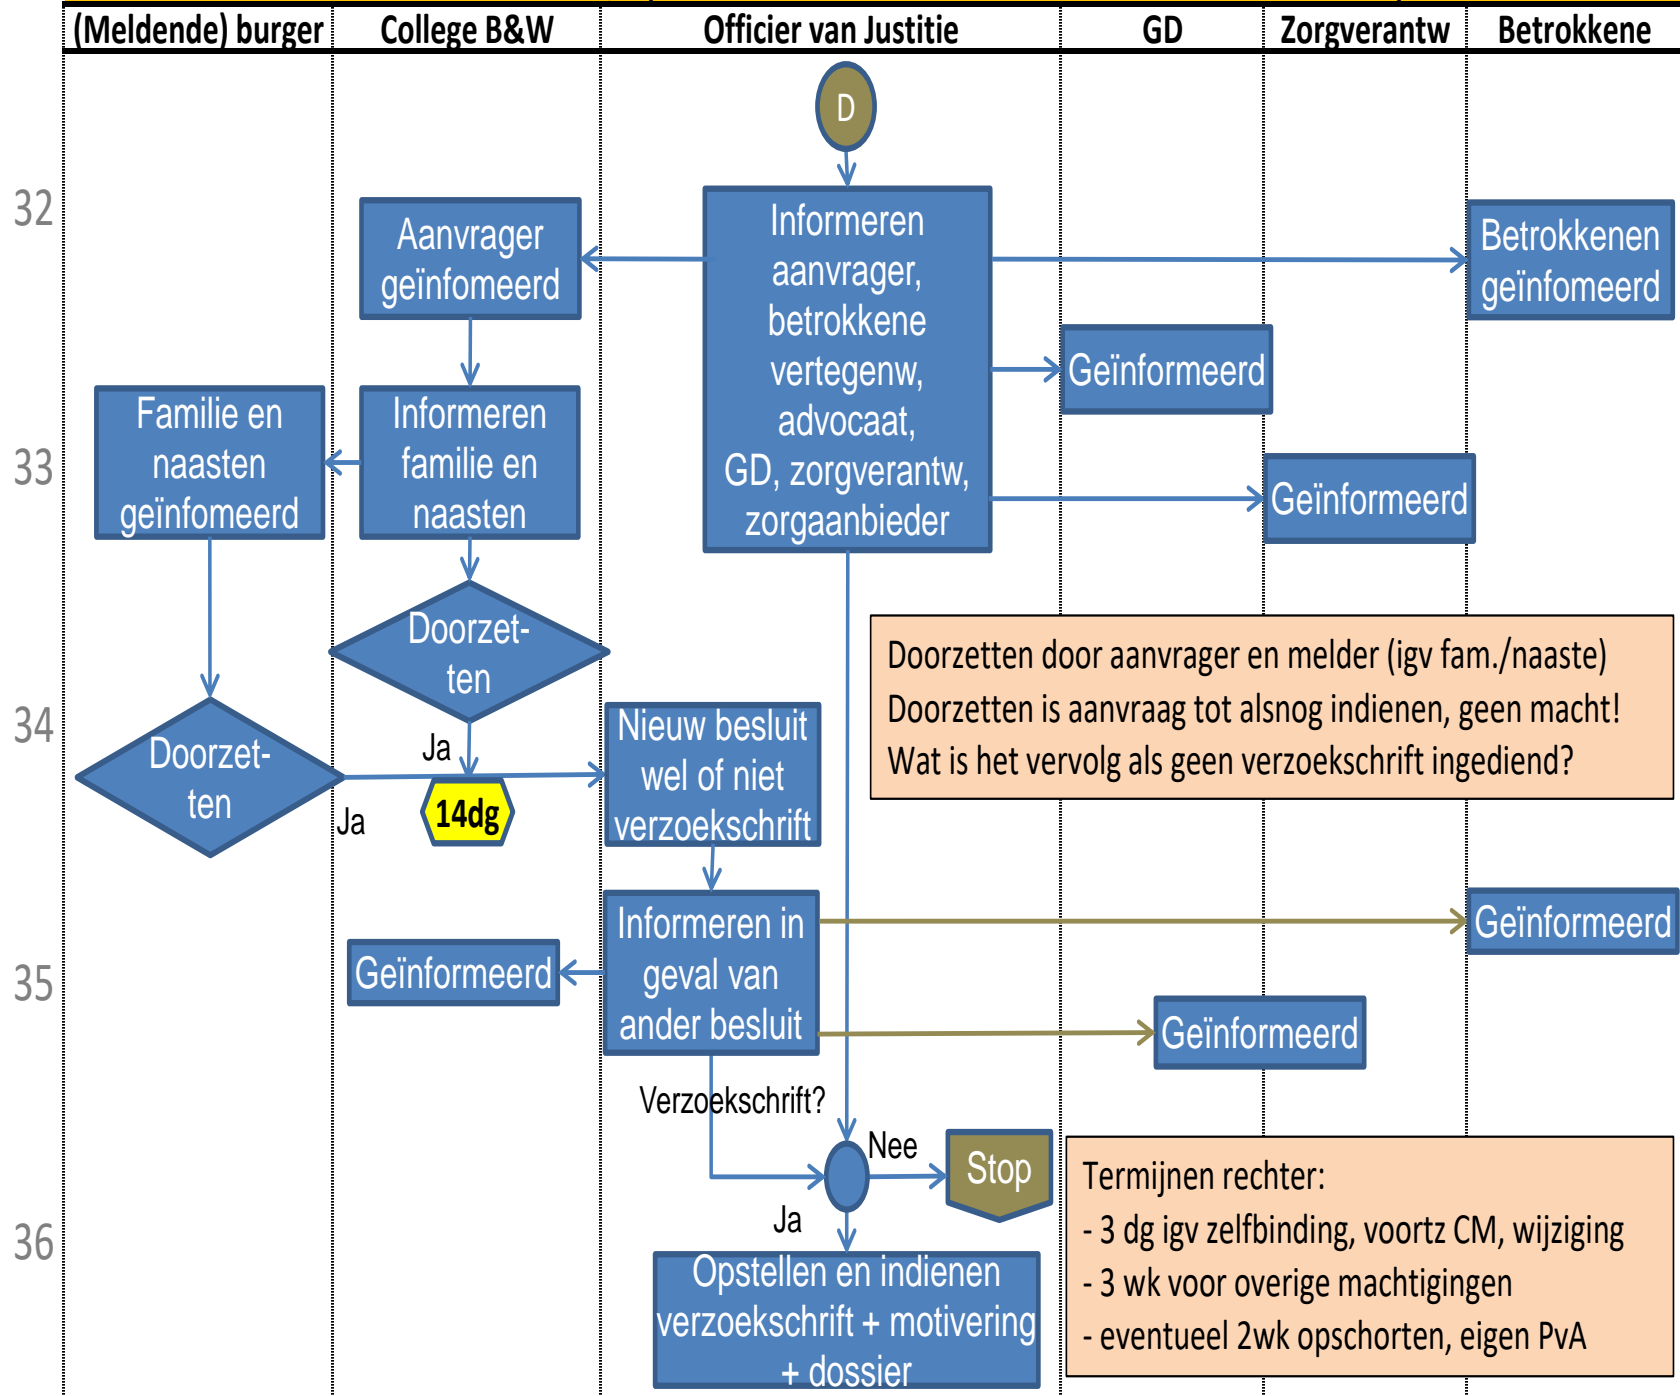 (Meldende) burger College B&W Officier van Justitie GD Zorgverantw Betrokkene
D
32
Aanvrager
geïnfomeerd
Informeren
aanvrager,
betrokkene
vertegenw,
advocaat,
GD, zorgverantw,
zorgaanbieder
Betrokkenen
geïnfomeerd
Geïnformeerd
33
Familie en
naasten
geïnfomeerd
Informeren
familie en
naasten
Geïnformeerd
Doorzet-
ten
Doorzetten door aanvrager en melder (igv fam./naaste)
Doorzetten is aanvraag tot alsnog indienen, geen macht!
Wat is het vervolg als geen verzoekschrift ingediend?
34
Doorzet-
ten
Ja
Ja
14dg
Nieuw besluit
wel of niet
verzoekschrift
35
Geïnformeerd
Informeren in
geval van
ander besluit
Geïnformeerd
Geïnformeerd
Verzoekschrift?
Nee
Stop
Ja
36
Opstellen en indienen
verzoekschrift + motivering
+ dossier
Termijnen rechter:
- 3 dg igv zelfbinding, voortz CM, wijziging
- 3 wk voor overige machtigingen
- eventueel 2wk opschorten, eigen PvA